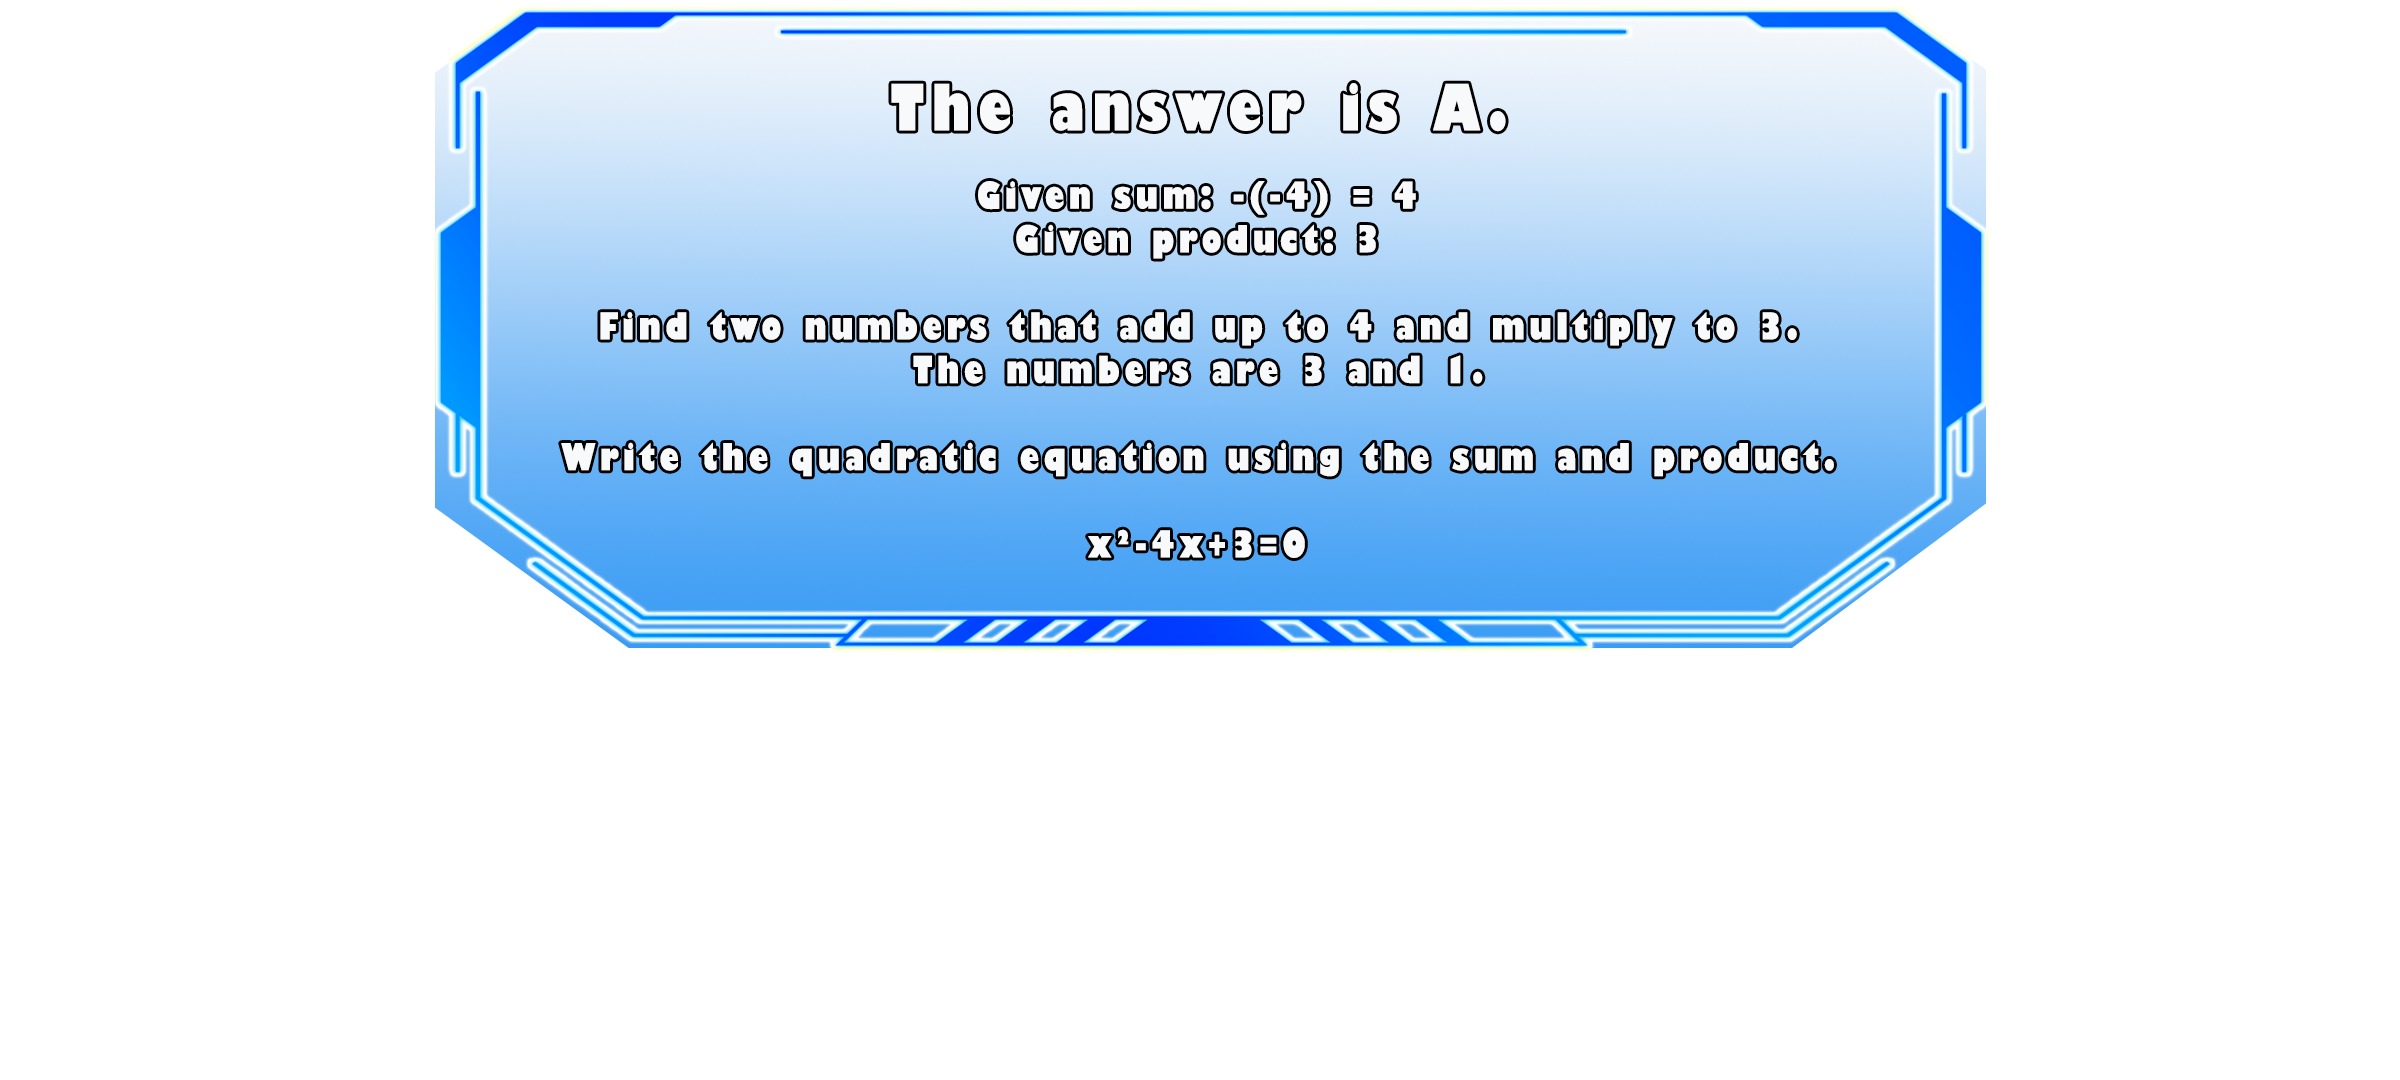 The answer is A.
Given sum: -(-4) = 4
Given product: 3
Find two numbers that add up to 4 and multiply to 3.
The numbers are 3 and 1.
Write the quadratic equation using the sum and product.
x²-4x+3=0